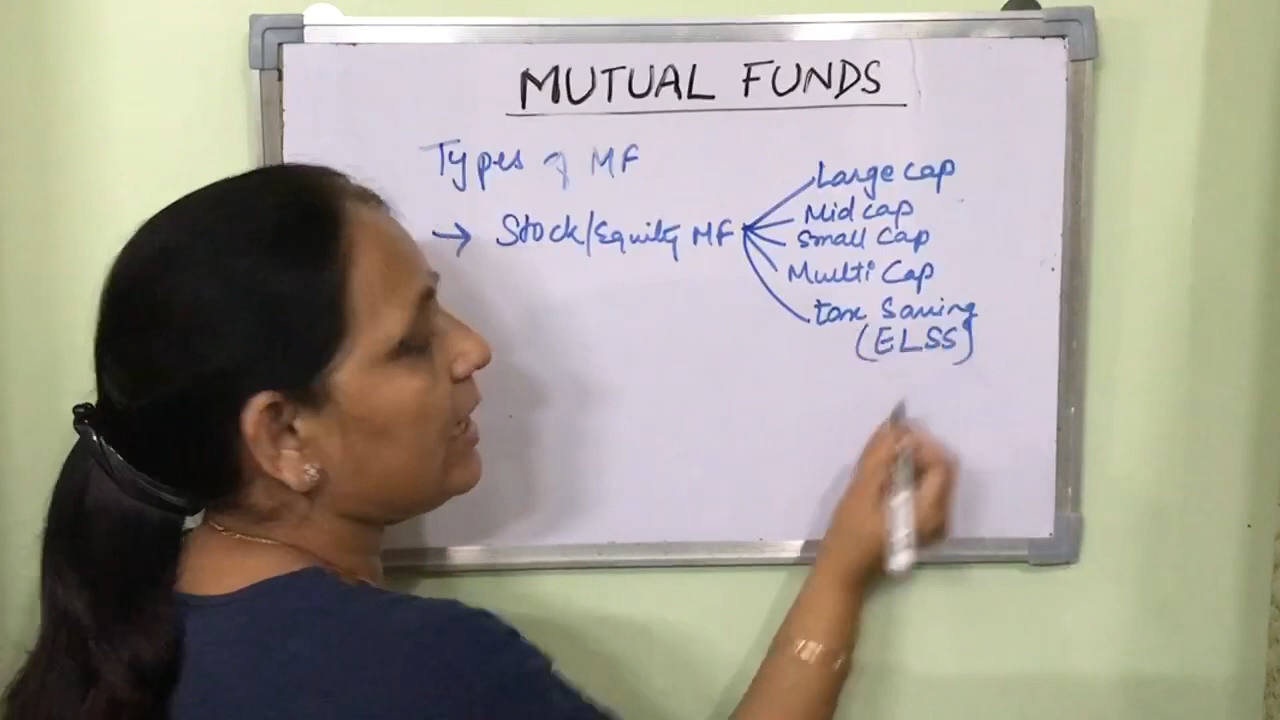 MUTUAL FUNDS
Types of MF
→ Stock/Equity MF
Large cap
Mid cap
Small Cap
Multi Cap
tax Saving
(ELSS)